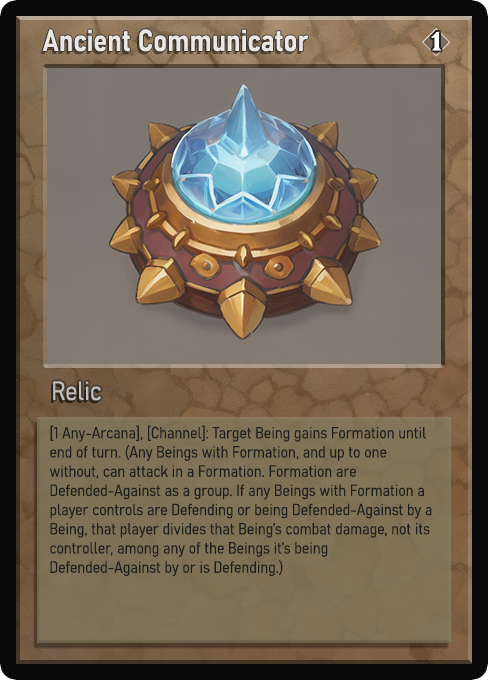 Ancient Communicator
1
Relic
[1 Any-Arcana], [Channel]: Target Being gains Formation until
end of turn. (Any Beings with Formation, and up to one
without, can attack in a Formation. Formation are
Defended-Against as a group. If any Beings with Formation a
player controls are Defending or being Defended-Against by a
Being, that player divides that Being's combat damage, not its
controller, among any of the Beings it's being
Defended-Against by or is Defending.)